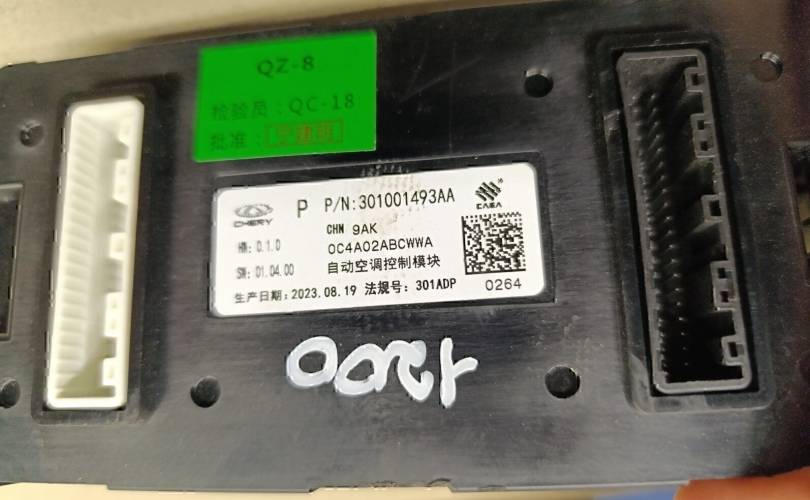 QZ-8
检验员：QC-18
批准：
CHERY
P P/N:301001493AA
CAEA
CHN 9AK
HW: 0.1.0
0C4A02ABCWWA
SW: 01.04.00
自动空调控制模块
生产日期:2023.08.19 法规号: 301ADP
0264
1200